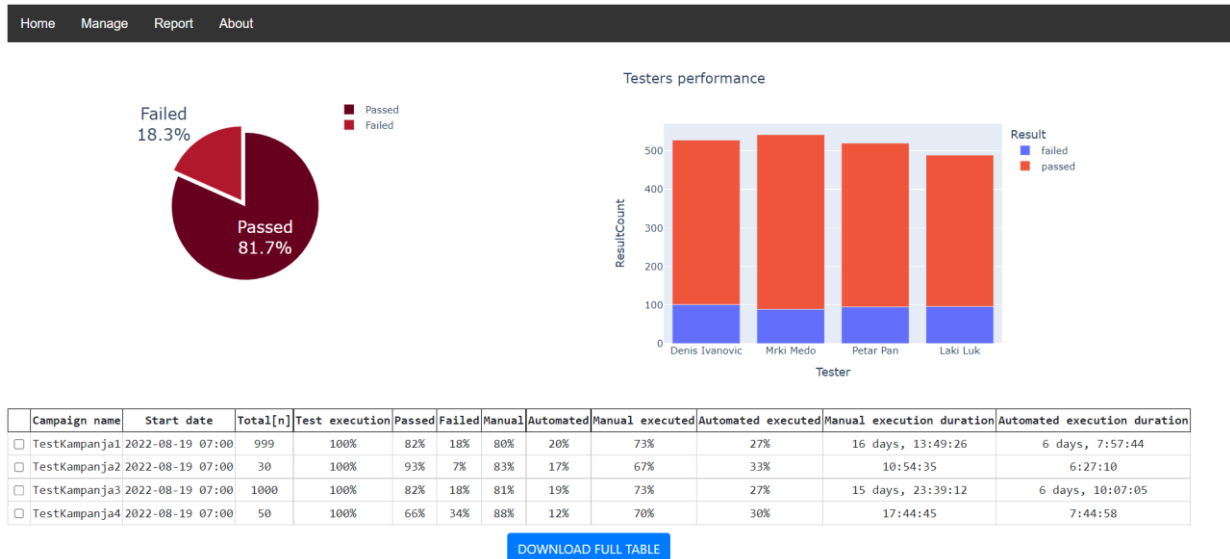 Home Manage Report About
Failed
18.3%
Passed
81.7%
Passed
Failed
Testers performance
ResultCount
500
400
300
200
100
0
Denis Ivanovic Mrki Medo Petar Pan Laki Luk
Tester
Result
failed
passed
Campaign name Start date Total[n] Test execution Passed Failed Manual Automated Manual executed Automated executed Manual execution duration Automated execution duration
TestKampanja1 2022-08-19 07:00 999 100% 82% 18% 80% 20% 73% 27% 16 days, 13:49:26 6 days, 7:57:44
TestKampanja2 2022-08-19 07:00 30 100% 93% 7% 83% 17% 67% 33% 10:54:35 6:27:10
TestKampanja3 2022-08-19 07:00 1000 100% 82% 18% 81% 19% 73% 27% 15 days, 23:39:12 6 days, 10:07:05
TestKampanja4 2022-08-19 07:00 50 100% 66% 34% 88% 12% 70% 30% 17:44:45 7:44:58
DOWNLOAD FULL TABLE